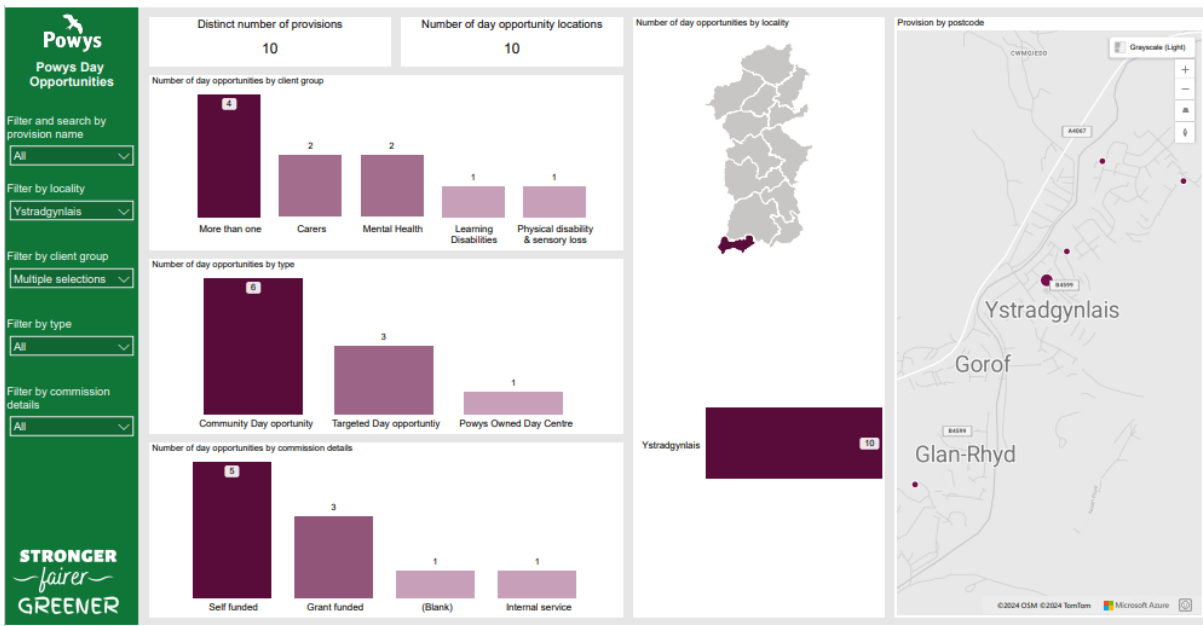 Powys
Powys Day
Opportunities
Filter and search by
provision name
All
Filter by locality
Ystradgynlais
Filter by client group
Multiple selections
Filter by type
All
Filter by commission
details
All
STRONGER
fairer
GREENER
Distinct number of provisions
10
Number of day opportunity locations
10
Number of day opportunities by client group
4
2
2
1
1
More than one
Carers
Mental Health
Learning
Disabilities
Physical disability
& sensory loss
Number of day opportunities by type
6
3
1
Community Day oportunity
Targeted Day opportuntiy
Powys Owned Day Centre
Number of day opportunities by commission details
5
3
1
1
Self funded
Grant funded
(Blank)
Internal service
Number of day opportunities by locality
Ystradgynlais
10
Provision by postcode
Grayscale (Light)
CWMGIEDD
A4067
B4599
Ystradgynlais
Gorof
B4599
Glan-Rhyd
©2024 OSM ©2024 TomTom
Microsoft Azure